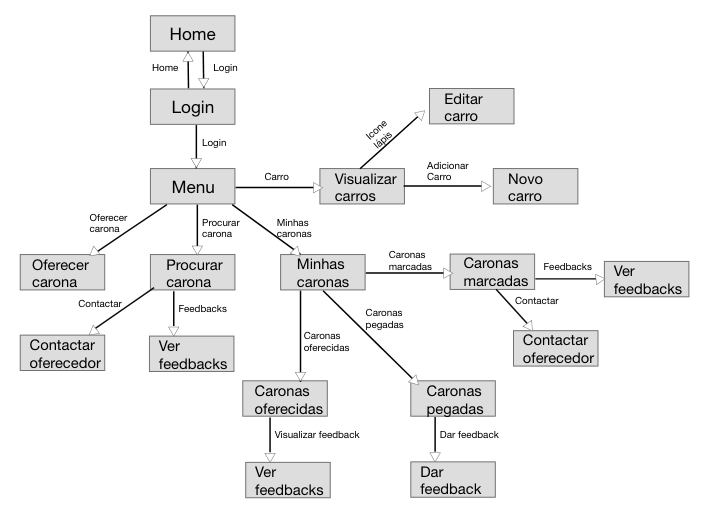 Home
Home
Login
Login
Login
Menu
Carro
Visualizar
carros
Icone
lápis
Editar
carro
Adicionar
Carro
Novo
carro
Oferecer
carona
Procurar
carona
Minhas
caronas
Oferecer
carona
Procurar
carona
Minhas
caronas
Caronas
marcadas
Caronas
marcadas
Feedbacks
Ver
feedbacks
Contactar
Feedbacks
Contactar
Contactar
oferecedor
Ver
feedbacks
Caronas
oferecidas
Caronas
pegadas
Contactar
oferecedor
Caronas
oferecidas
Caronas
pegadas
Visualizar feedback
Dar feedback
Ver
feedbacks
Dar
feedback